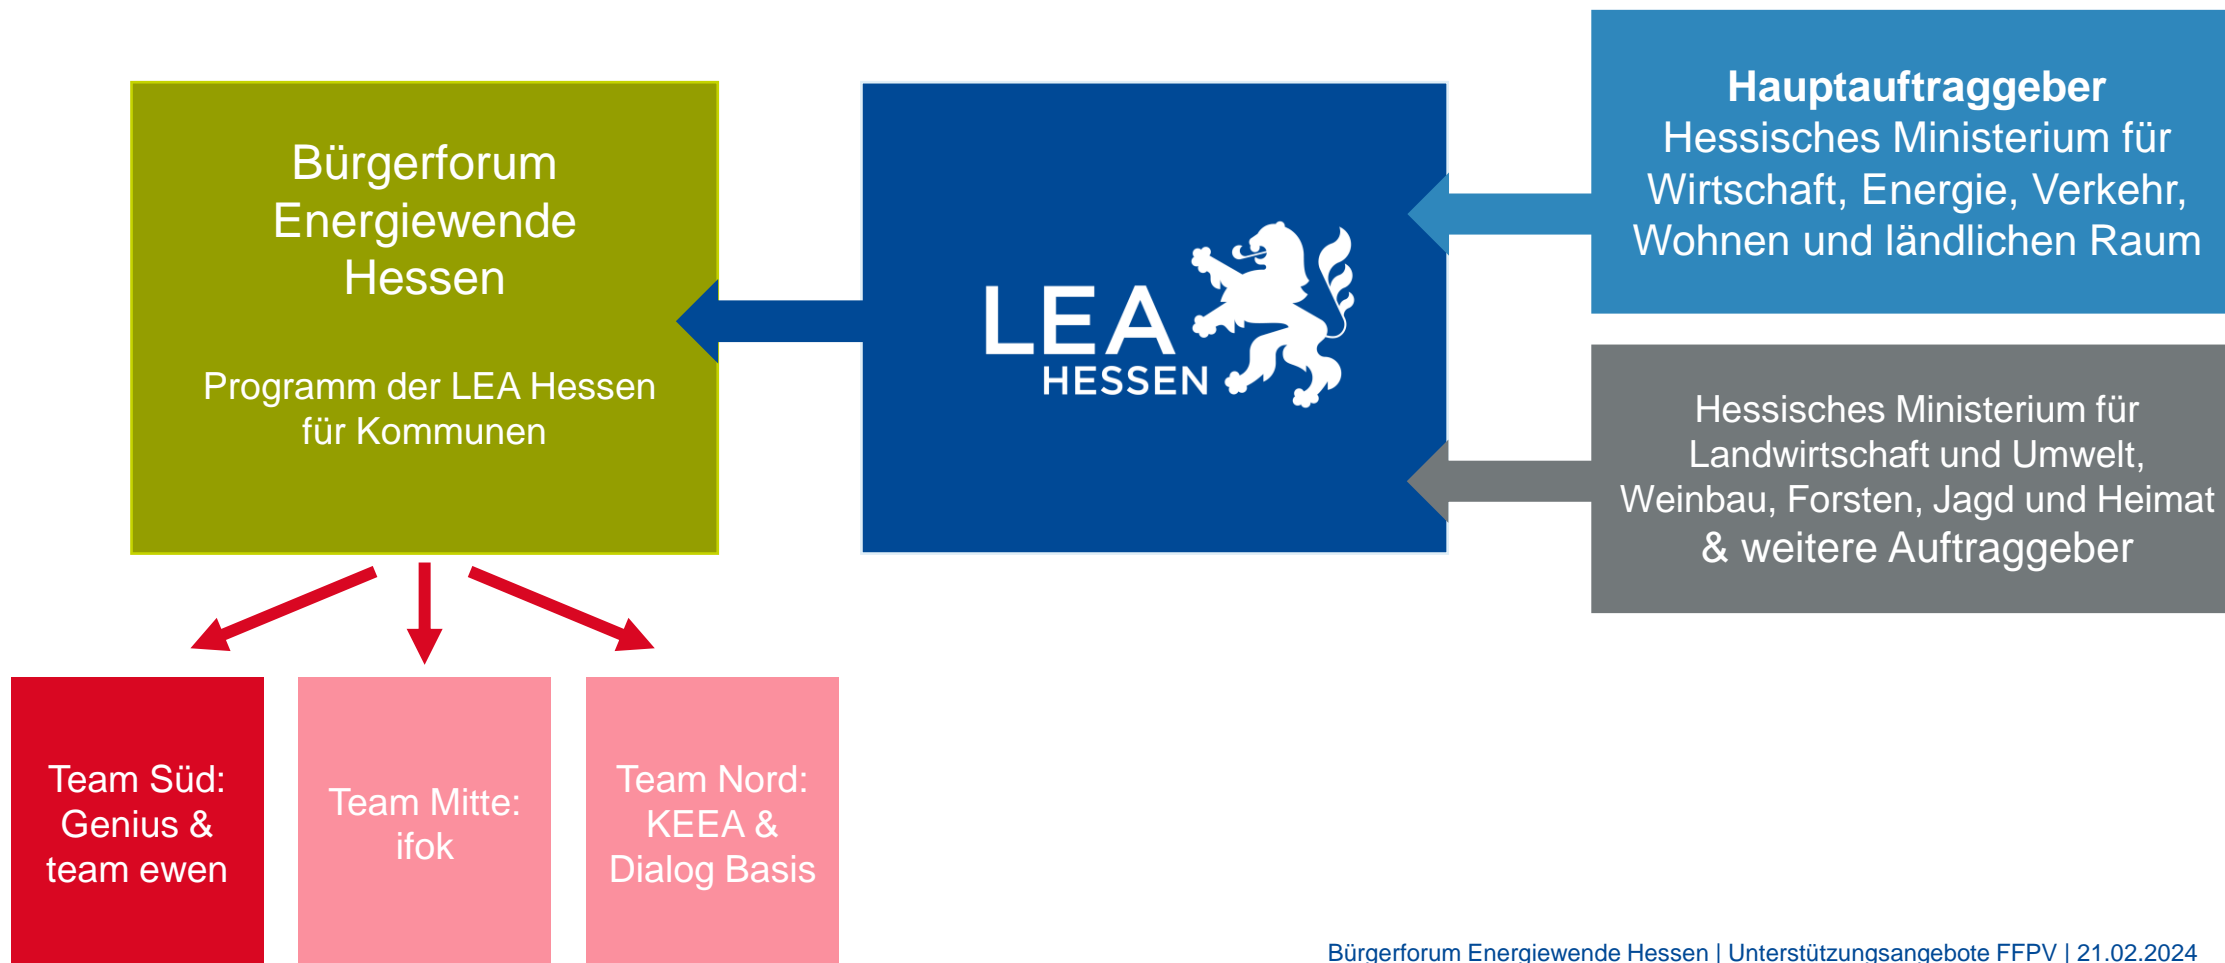 Bürgerforum
Energiewende
Hessen
Programm der LEA Hessen
für Kommunen
LEA
HESSEN
Hauptauftraggeber
Hessisches Ministerium für
Wirtschaft, Energie, Verkehr,
Wohnen und ländlichen Raum
Hessisches Ministerium für
Landwirtschaft und Umwelt,
Weinbau, Forsten, Jagd und Heimat
& weitere Auftraggeber
Team Süd:
Genius &
team ewen
Team Mitte:
ifok
Team Nord:
KEEA &
Dialog Basis
Bürgerforum Energiewende Hessen | Unterstützungsangebote FFPV | 21.02.2024